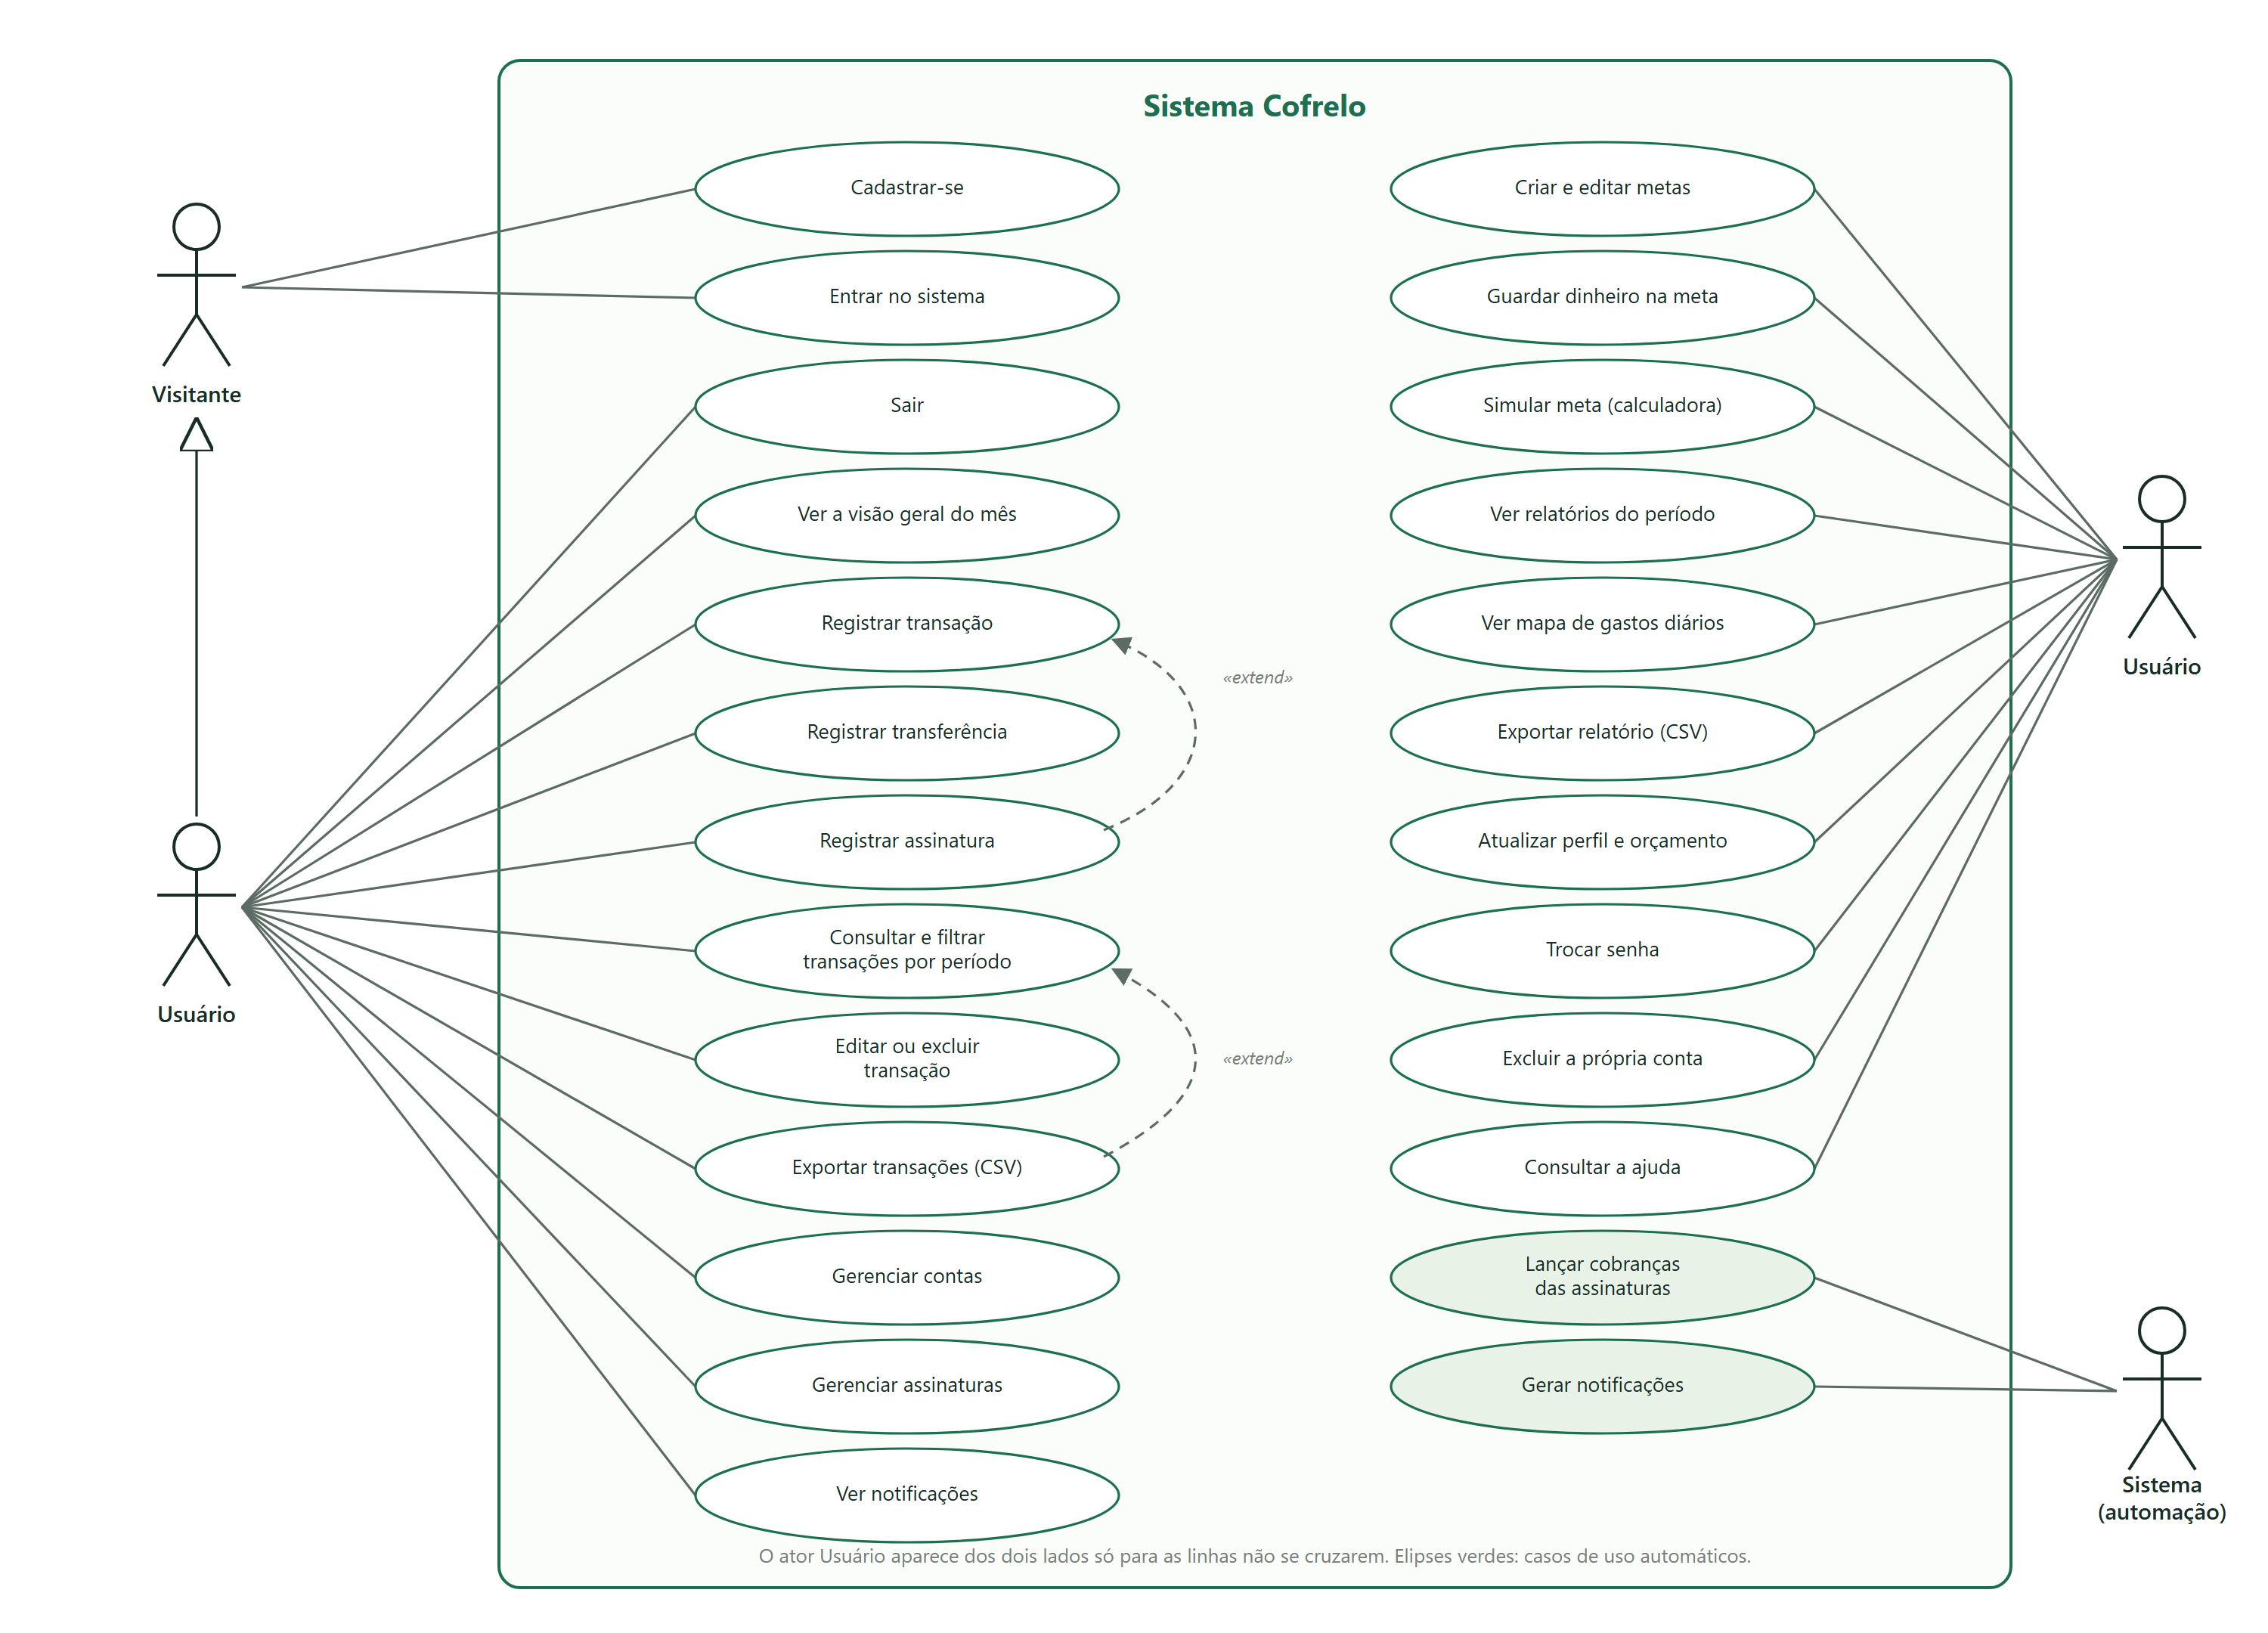 Sistema Cofrelo
Visitante
Usuário
Cadastrar-se
Entrar no sistema
Sair
Ver a visão geral do mês
Registrar transação
Registrar transferência
Registrar assinatura
Consultar e filtrar
transações por período
Editar ou excluir
transação
Exportar transações (CSV)
Gerenciar contas
Gerenciar assinaturas
Ver notificações
«extend»
«extend»
Criar e editar metas
Guardar dinheiro na meta
Simular meta (calculadora)
Ver relatórios do período
Ver mapa de gastos diários
Exportar relatório (CSV)
Atualizar perfil e orçamento
Trocar senha
Excluir a própria conta
Consultar a ajuda
Lançar cobranças
das assinaturas
Gerar notificações
Usuário
Sistema
(automação)
O ator Usuário aparece dos dois lados só para as linhas não se cruzarem. Elipses verdes: casos de uso automáticos.